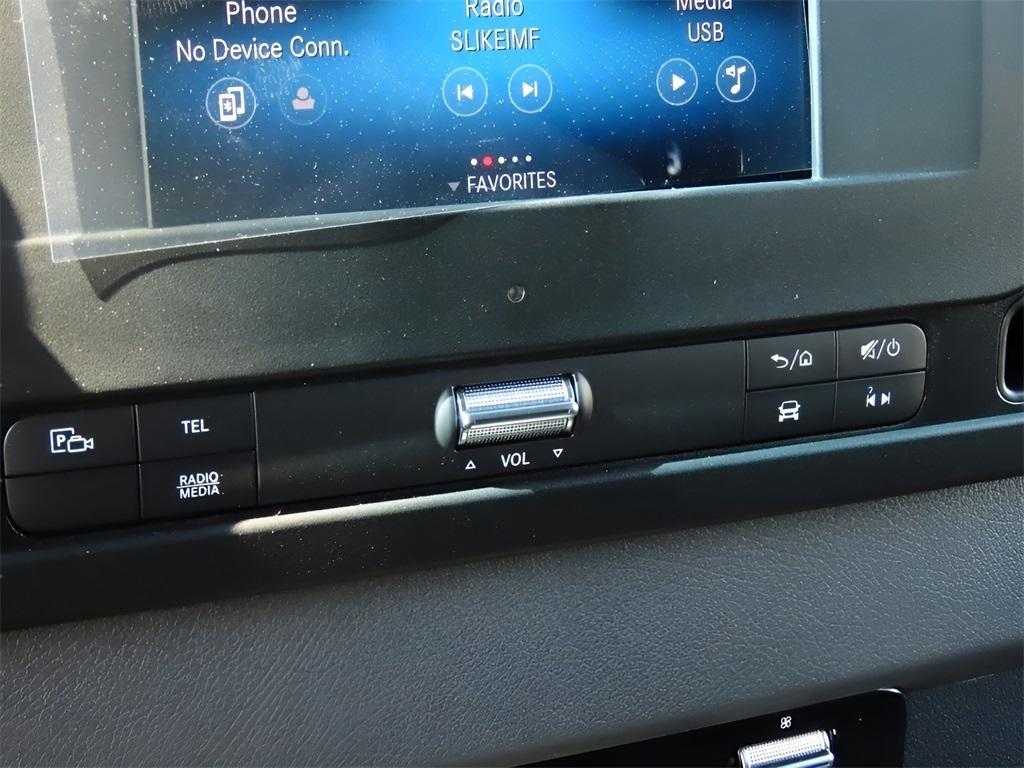 Phone
No Device Conn.
Radio
SLIKEIMF
Media
USB
FAVORITES
P
TEL
RADIO
MEDIA
VOL
?